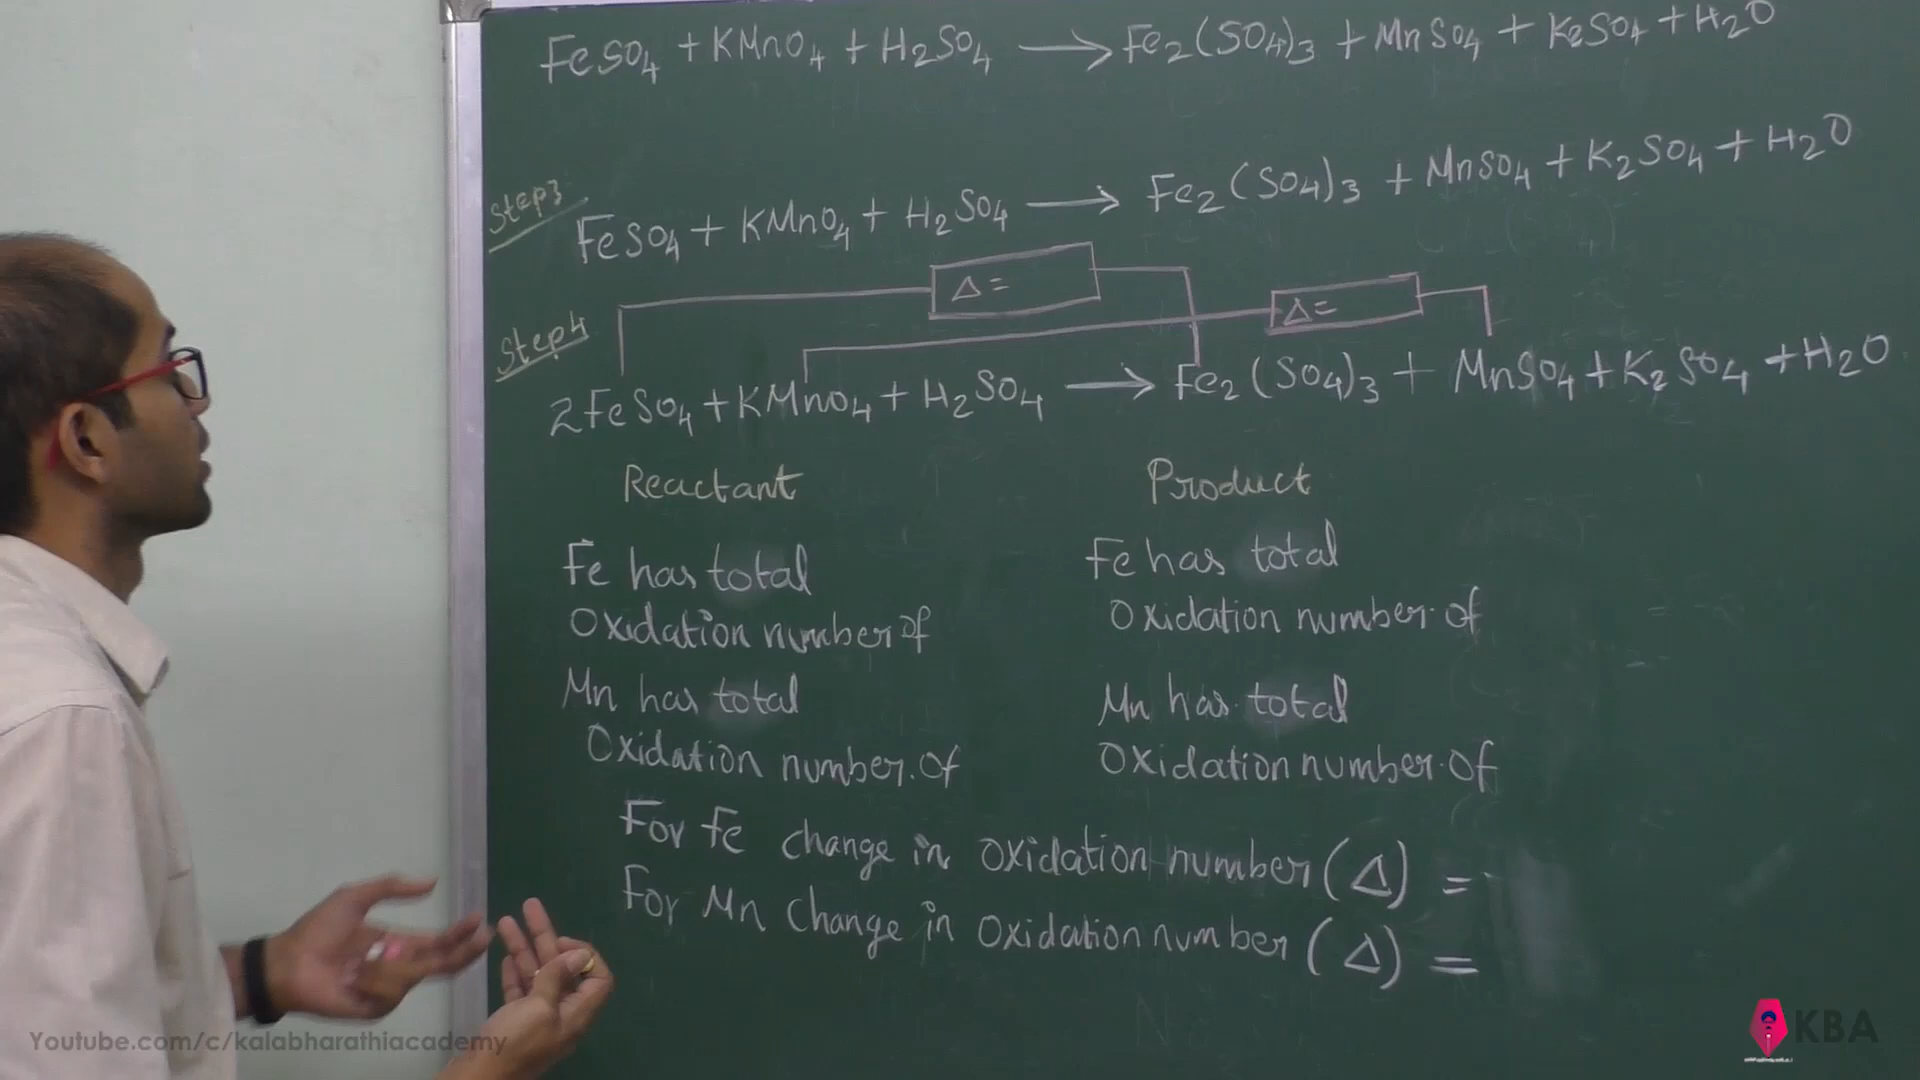 FeSO4 + KMnO4 + H2SO4 → Fe2(SO4)3 + MnSO4 + K2SO4 + H2O
Step3
FeSO4 + KMnO4 + H2SO4 → Fe2(SO4)3 + MnSO4 + K2SO4 + H2O
Δ =
Δ =
Step4
2FeSO4 + KMnO4 + H2SO4 → Fe2(SO4)3 + MnSO4 + K2SO4 + H2O
Reactant Product
Fe has total Fe has total
Oxidation number of Oxidation number of
Mn has total Mn has total
Oxidation number of Oxidation number of
For Fe change in oxidation number (Δ) =
For Mn Change in oxidation number (Δ) =
Youtube.com/c/kalabharathiacademy
KBA